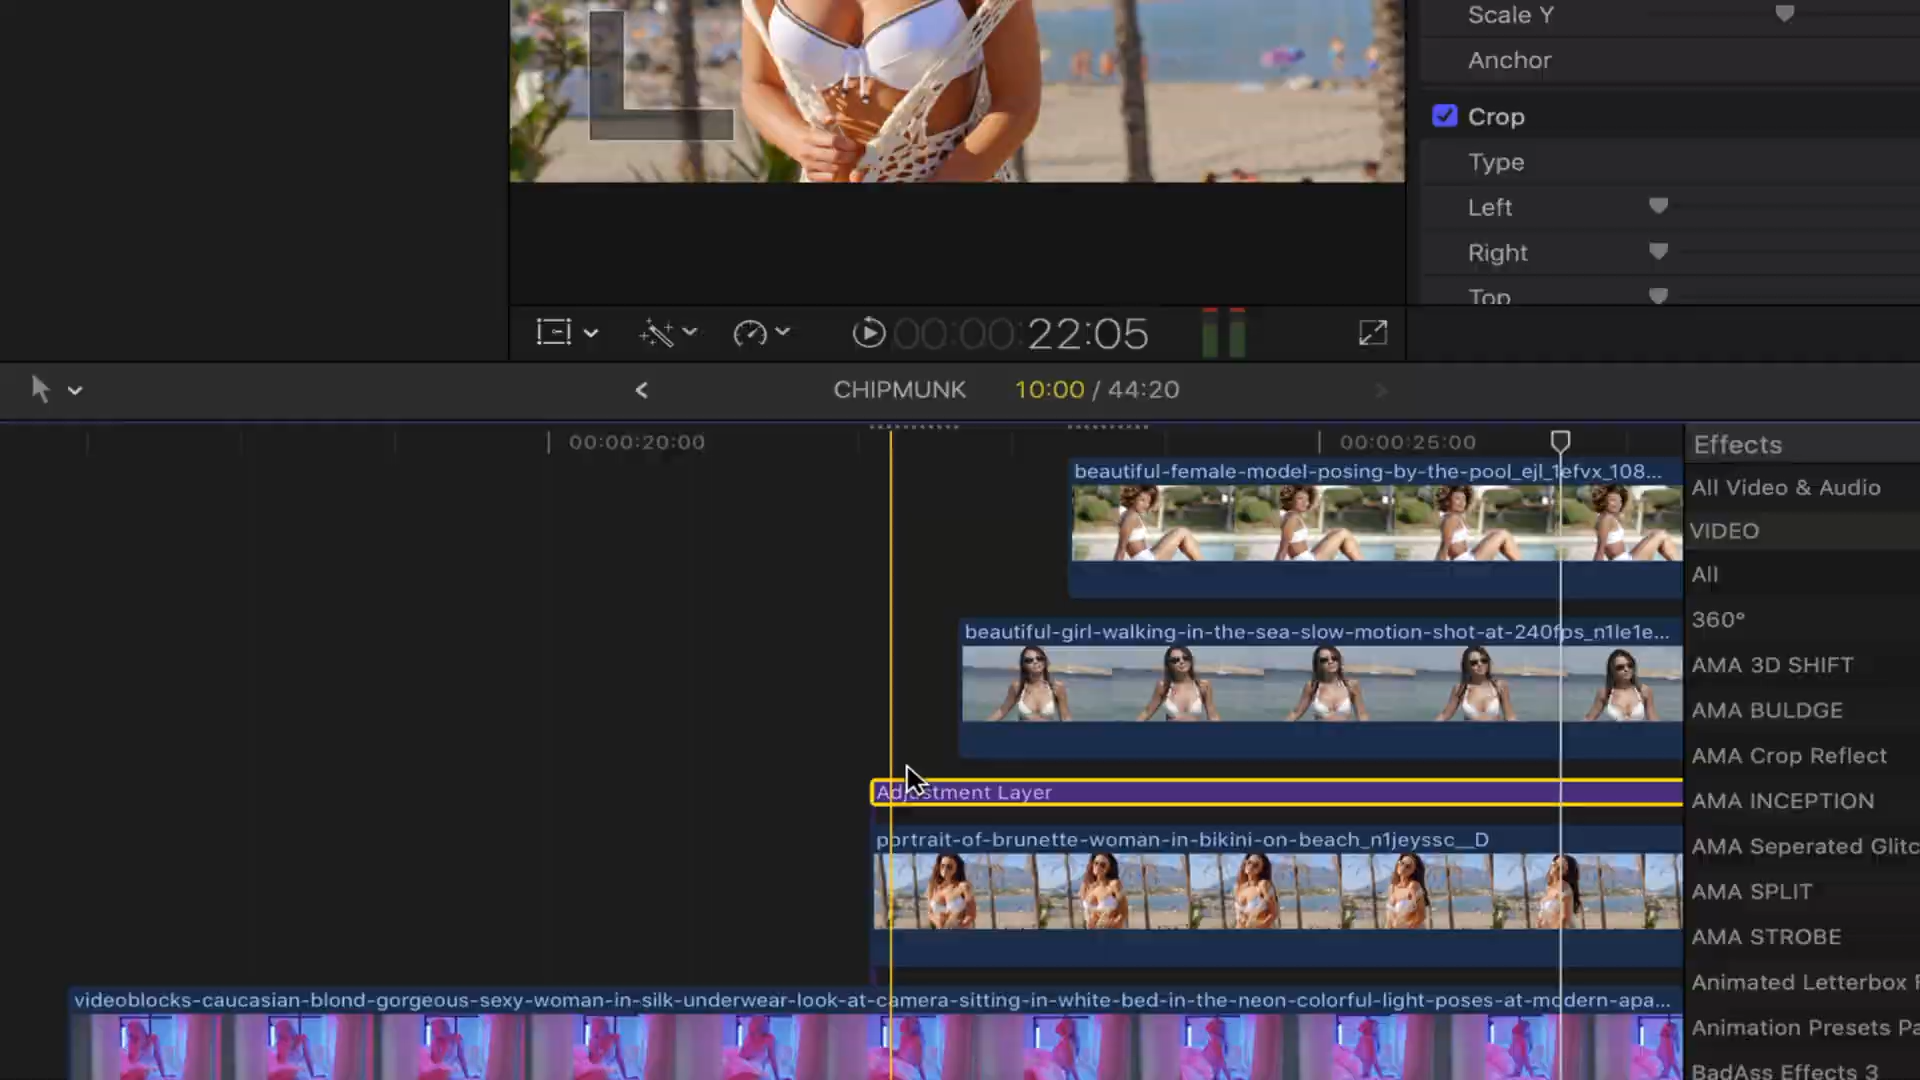 Scale Y
Anchor
Crop
Type
Left
Right
Top
00:00:22:05
CHIPMUNK 10:00 / 44:20
00:00:20:00
00:00:25:00
beautiful-female-model-posing-by-the-pool_ejl_1efvx_108...
beautiful-girl-walking-in-the-sea-slow-motion-shot-at-240fps_n1le1e...
Adjustment Layer
portrait-of-brunette-woman-in-bikini-on-beach_n1jeyssc__D
videoblocks-caucasian-blond-gorgeous-sexy-woman-in-silk-underwear-look-at-camera-sitting-in-white-bed-in-the-neon-colorful-light-poses-at-modern-apa...
Effects
All Video & Audio
VIDEO
All
360°
AMA 3D SHIFT
AMA BULDGE
AMA Crop Reflect
AMA INCEPTION
AMA Seperated Glitc
AMA SPLIT
AMA STROBE
Animated Letterbox
Animation Presets Pa
BadAss Effects 3